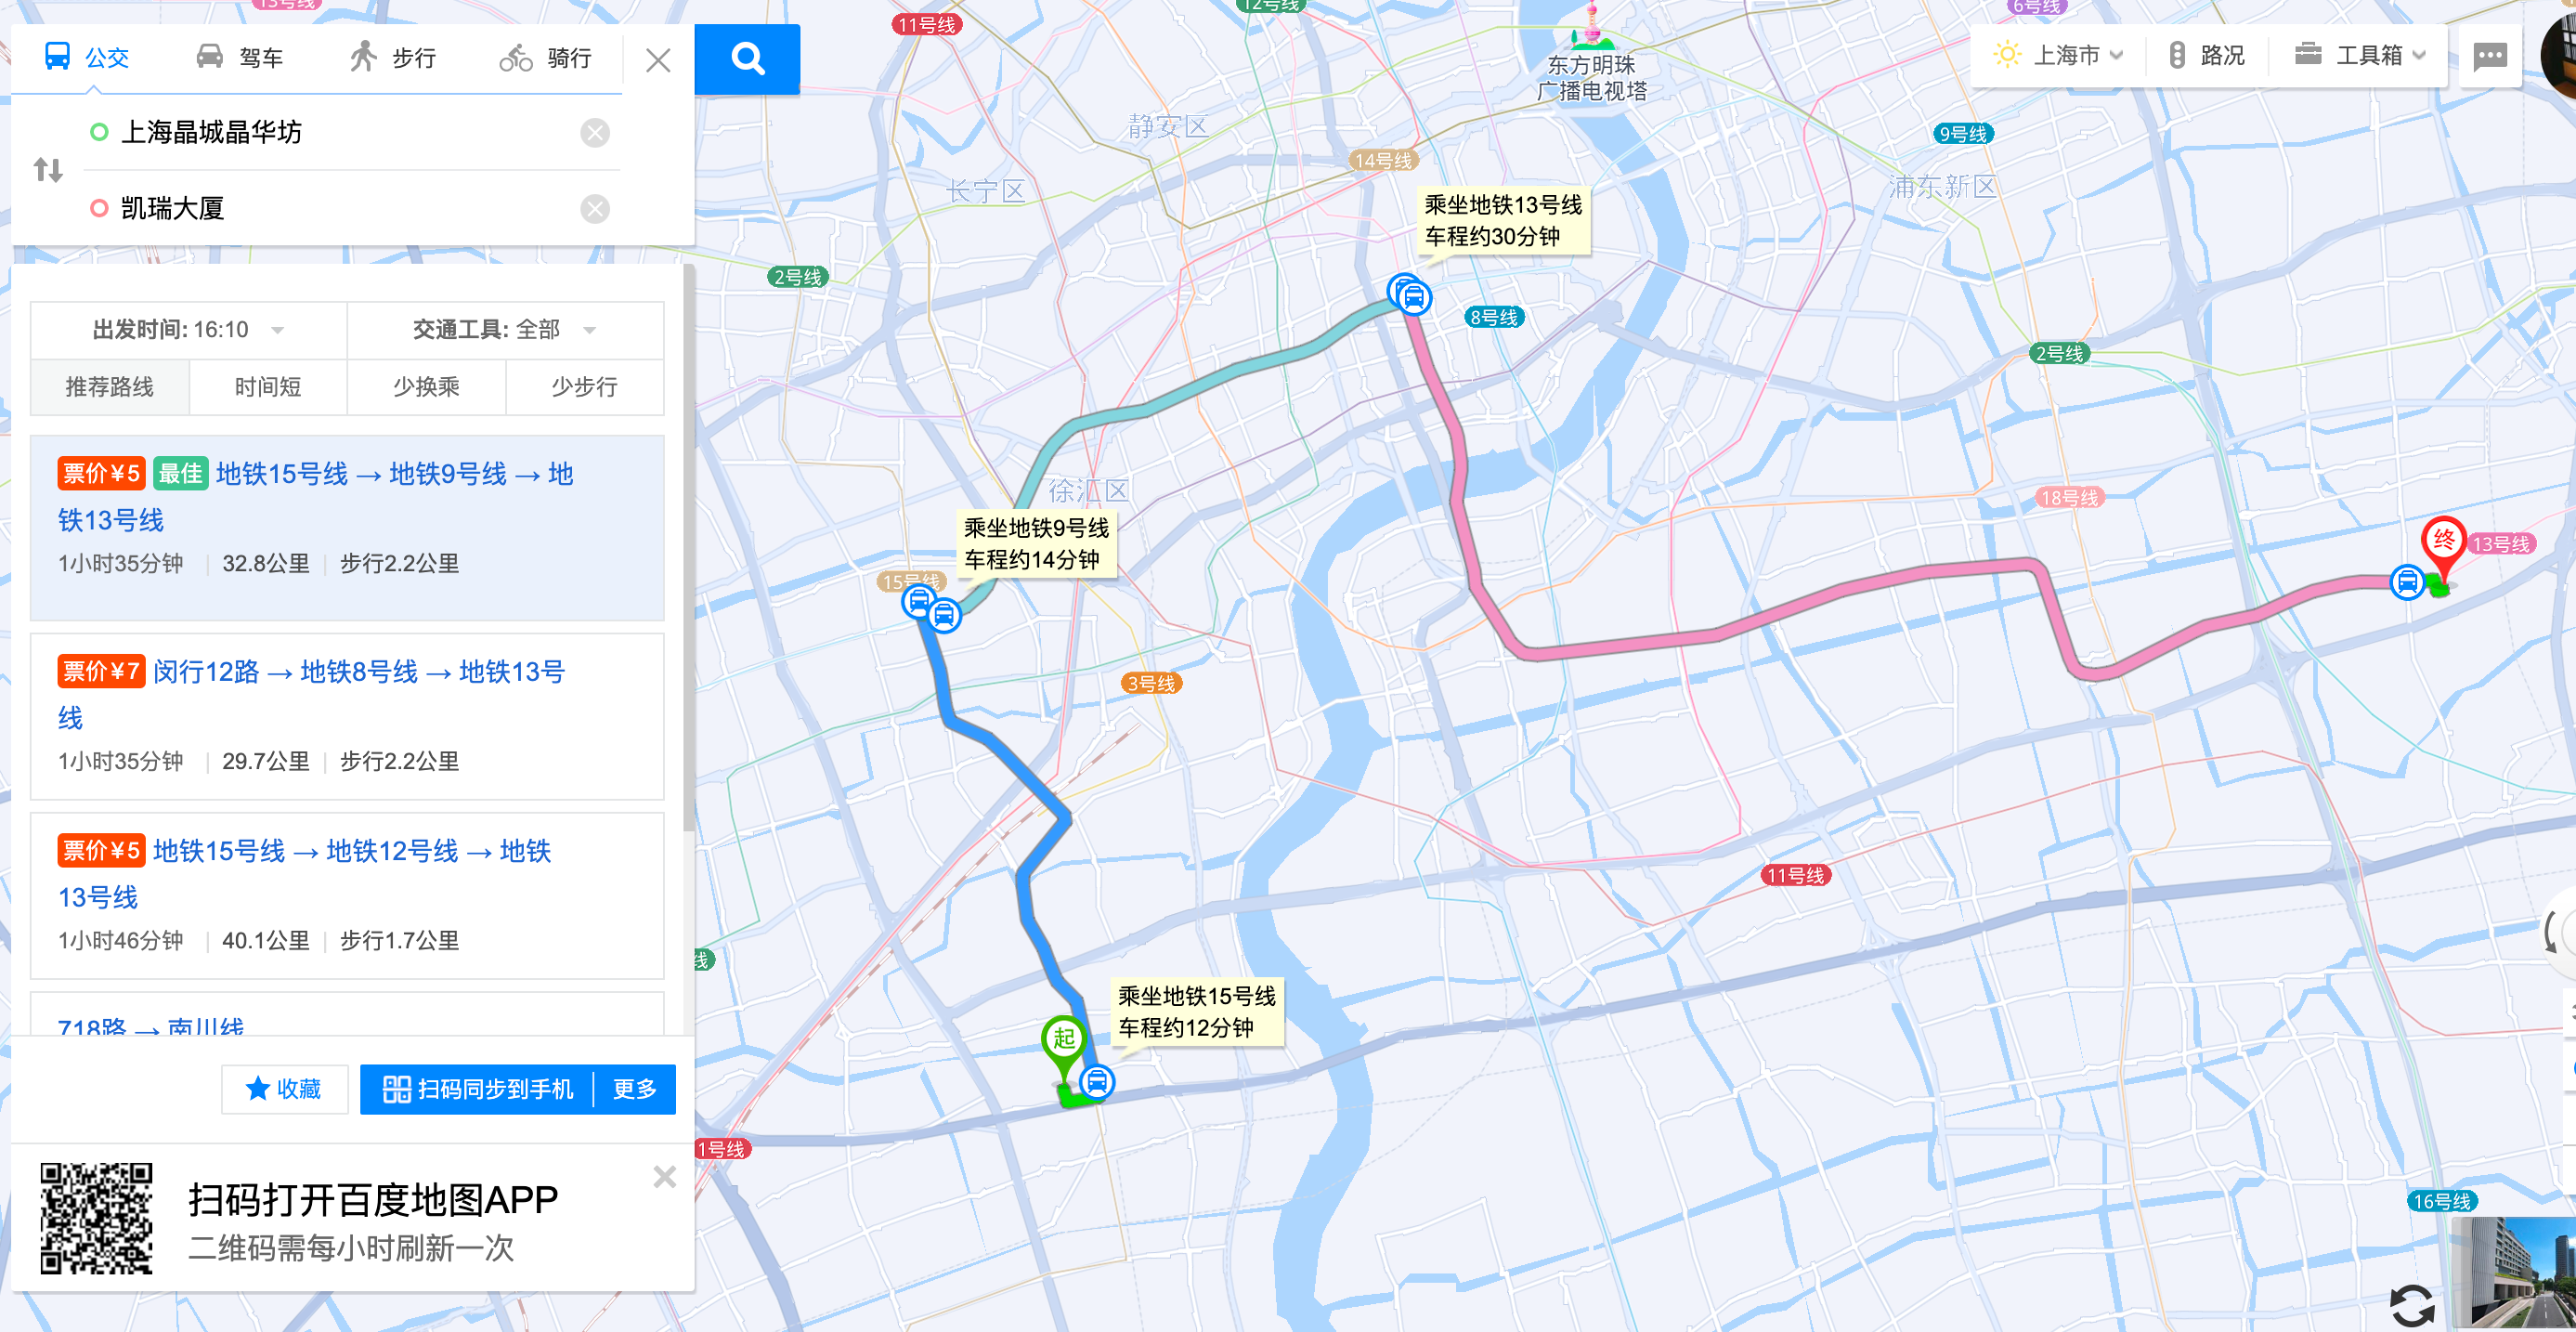 公交
驾车
步行
骑行
上海晶城晶华坊
凯瑞大厦
出发时间: 16:10
交通工具: 全部
推荐路线
时间短
少换乘
少步行
票价¥5 最佳 地铁15号线 → 地铁9号线 → 地
铁13号线
1小时35分钟 | 32.8公里 | 步行2.2公里
票价¥7 闵行12路 → 地铁8号线 → 地铁13号
线
1小时35分钟 | 29.7公里 | 步行2.2公里
票价¥5 地铁15号线 → 地铁12号线 → 地铁
13号线
1小时46分钟 | 40.1公里 | 步行1.7公里
718路 → 南川线
收藏
扫码同步到手机
更多
扫码打开百度地图APP
二维码需每小时刷新一次
上海市
路况
工具箱
13号线
11号线
12号线
6号线
东方明珠
广播电视塔
静安区
9号线
14号线
长宁区
浦东新区
乘坐地铁13号线
车程约30分钟
2号线
8号线
2号线
徐汇区
18号线
乘坐地铁9号线
车程约14分钟
终
13号线
15号线
3号线
11号线
线
乘坐地铁15号线
车程约12分钟
起
1号线
16号线